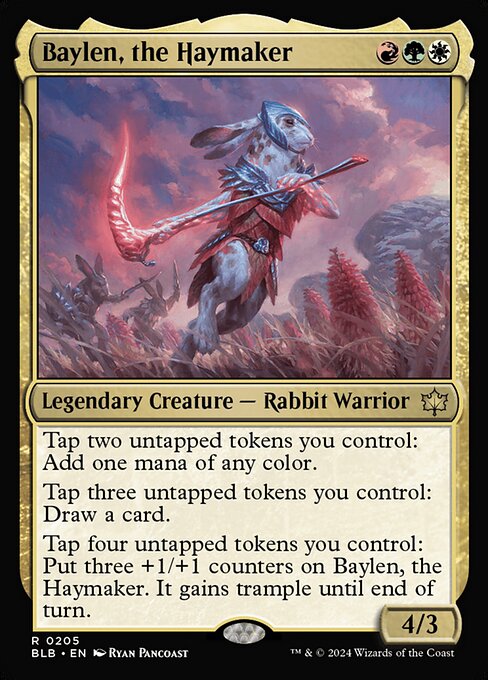 Baylen, the Haymaker
Legendary Creature — Rabbit Warrior
Tap two untapped tokens you control:
Add one mana of any color.
Tap three untapped tokens you control:
Draw a card.
Tap four untapped tokens you control:
Put three +1/+1 counters on Baylen, the
Haymaker. It gains trample until end of
turn.
4/3
R 0205
BLB • EN Ryan Pancoast
™ & © 2024 Wizards of the Coast